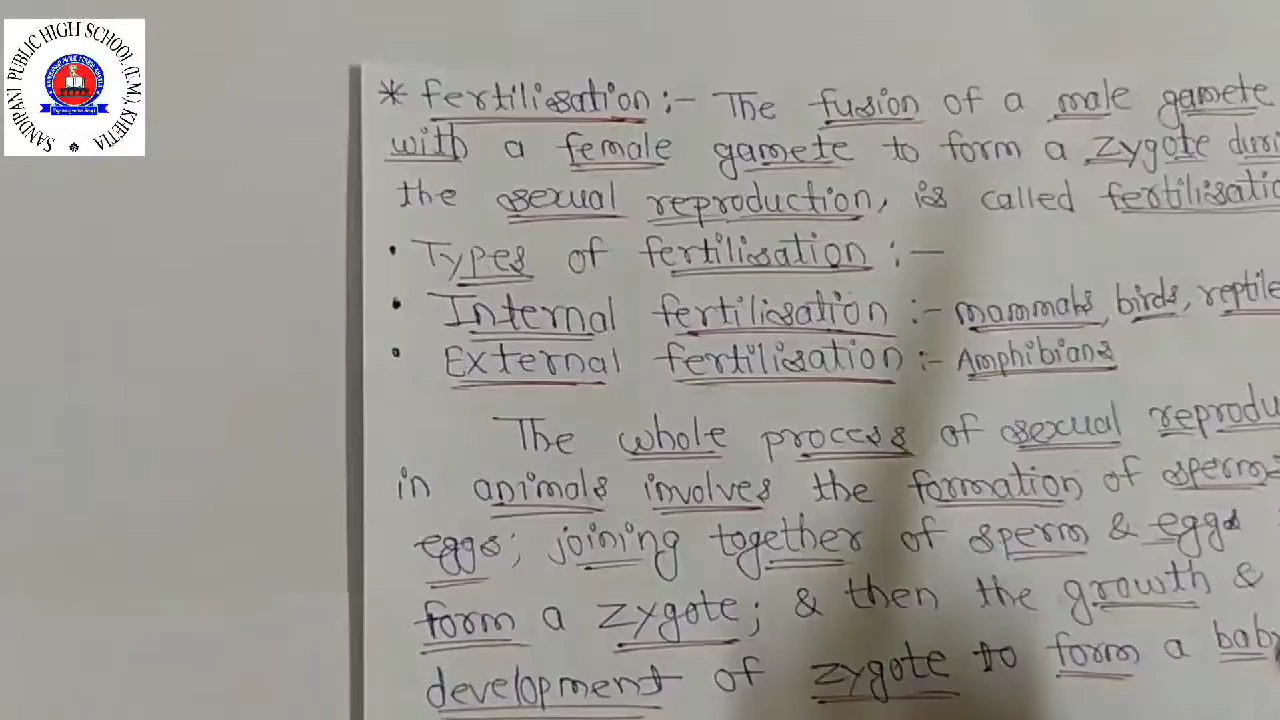 SANDIPANI PUBLIC HIGH SCHOOL (E.M.), KHETIA
* Fertilisation :- The fusion of a male gamete
with a female gamete to form a zygote
the sexual reproduction, is called
• Types of fertilisation :-
• Internal fertilisation :- mammals, birds,
• External fertilisation :- Amphibians
The whole process of sexual
in animals involves the formation of
eggs; joining together of sperm & eggs
form a zygote; & then the growth &
development of zygote to form a